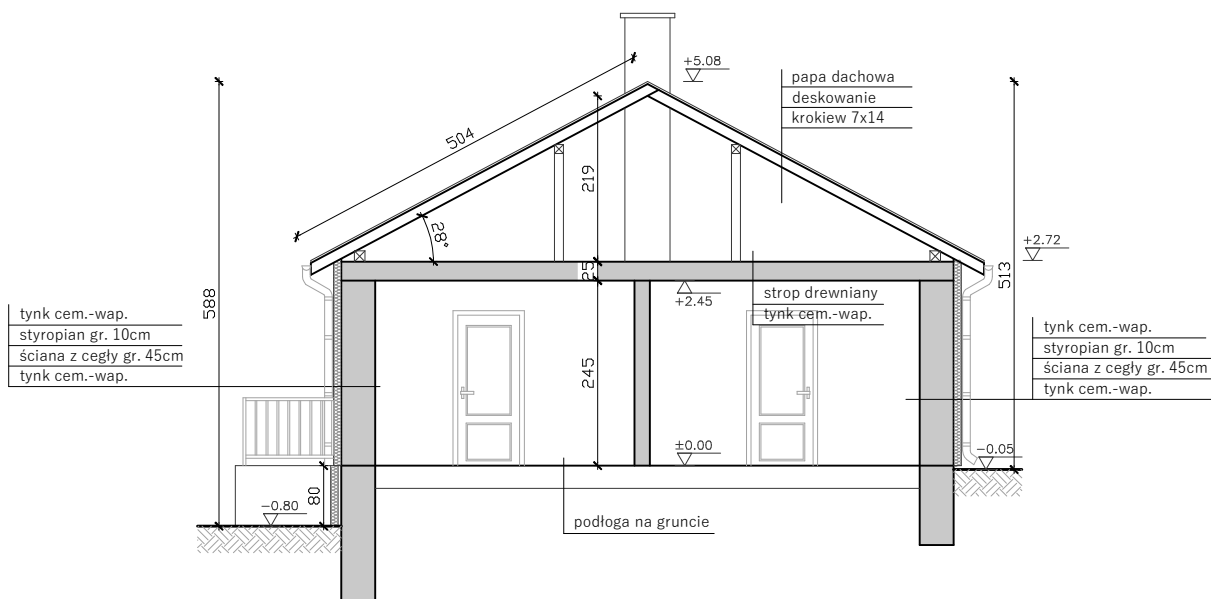 +5.08
papa dachowa
deskowanie
krokiew 7x14
504
219
28°
+2.72
513
588
25
+2.45
strop drewniany
tynk cem.-wap.
tynk cem.-wap.
styropian gr. 10cm
ściana z cegły gr. 45cm
tynk cem.-wap.
tynk cem.-wap.
styropian gr. 10cm
ściana z cegły gr. 45cm
tynk cem.-wap.
245
±0.00
−0.05
80
−0.80
podłoga na gruncie